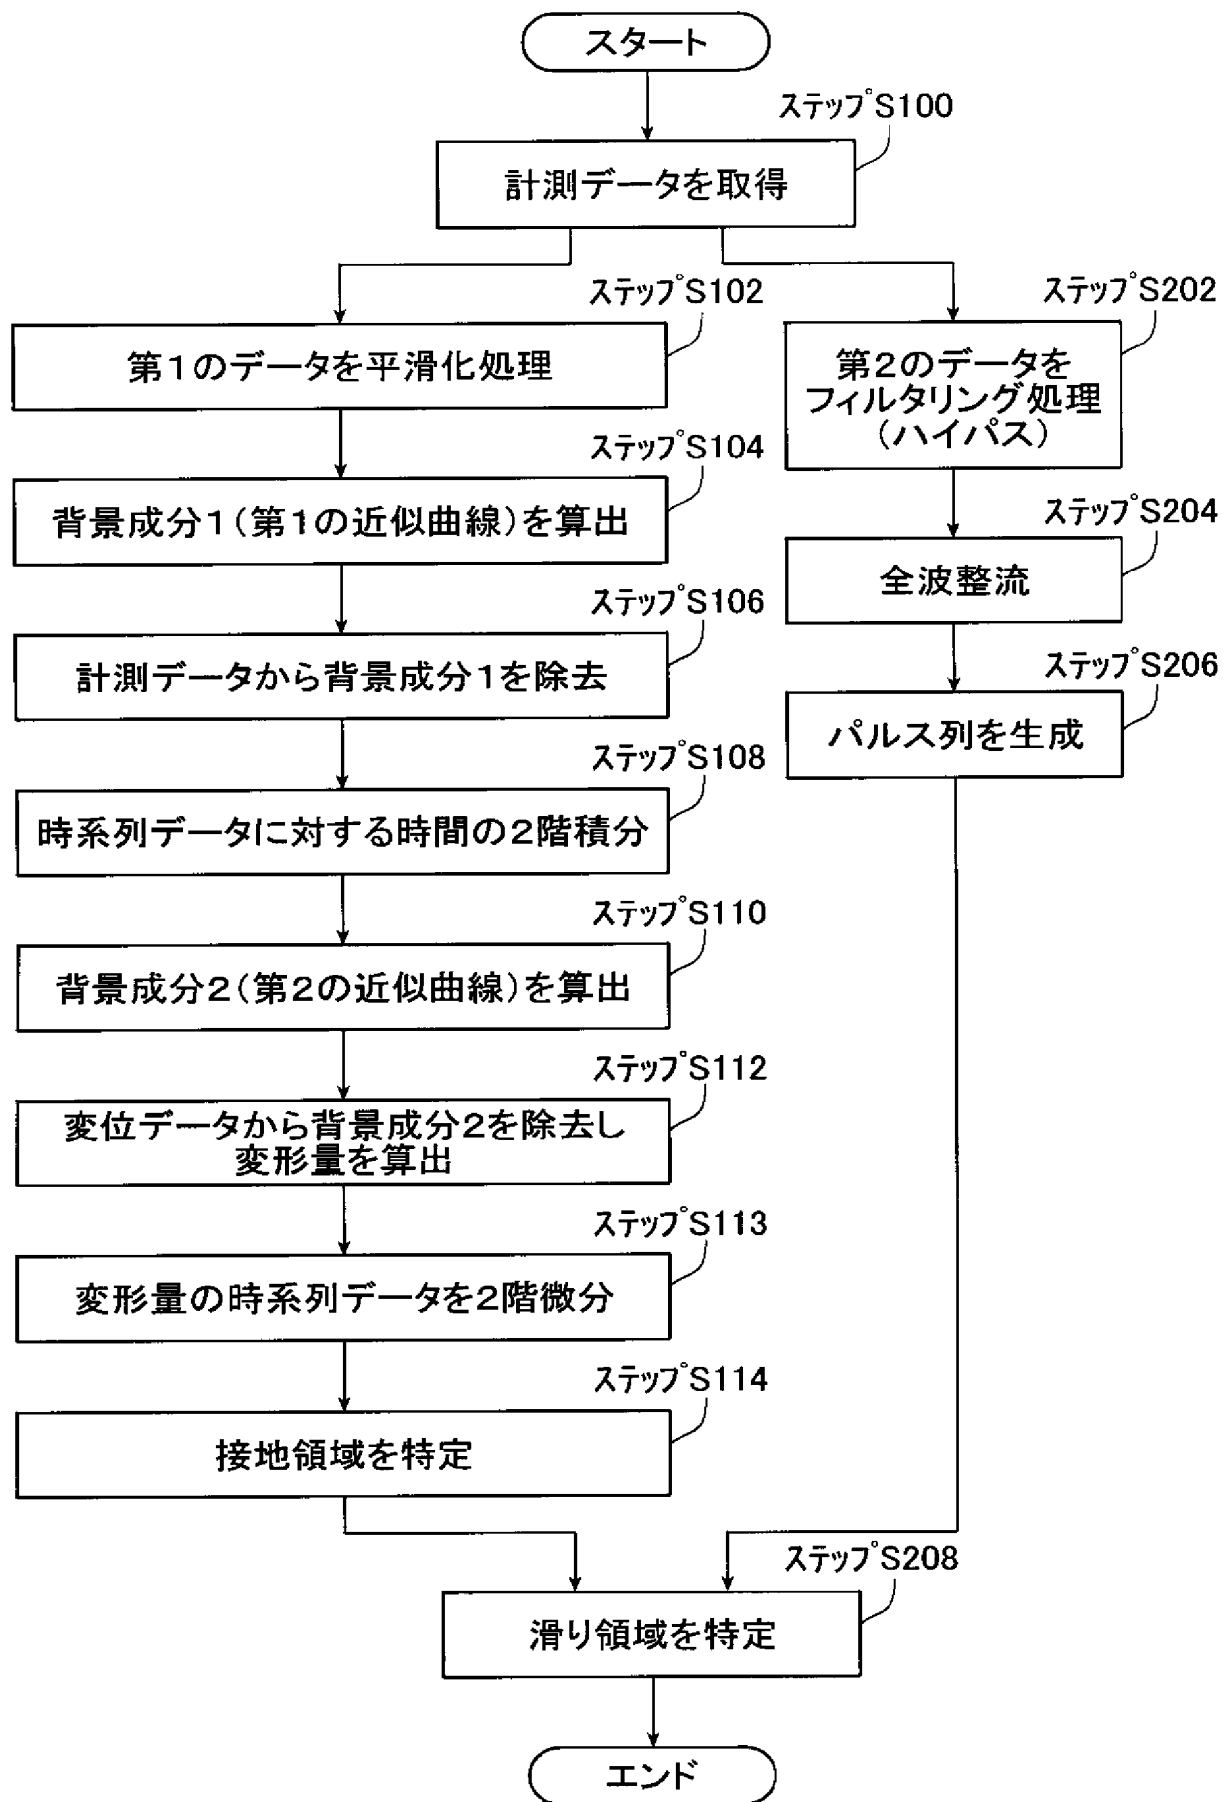 スタート
ステップS100
計測データを取得
ステップS102
第1のデータを平滑化処理
ステップS104
背景成分1(第1の近似曲線)を算出
ステップS106
計測データから背景成分1を除去
ステップS108
時系列データに対する時間の2階積分
ステップS110
背景成分2(第2の近似曲線)を算出
ステップS112
変位データから背景成分2を除去し
変形量を算出
ステップS113
変形量の時系列データを2階微分
ステップS114
接地領域を特定
ステップS202
第2のデータを
フィルタリング処理
(ハイパス)
ステップS204
全波整流
ステップS206
パルス列を生成
ステップS208
滑り領域を特定
エンド